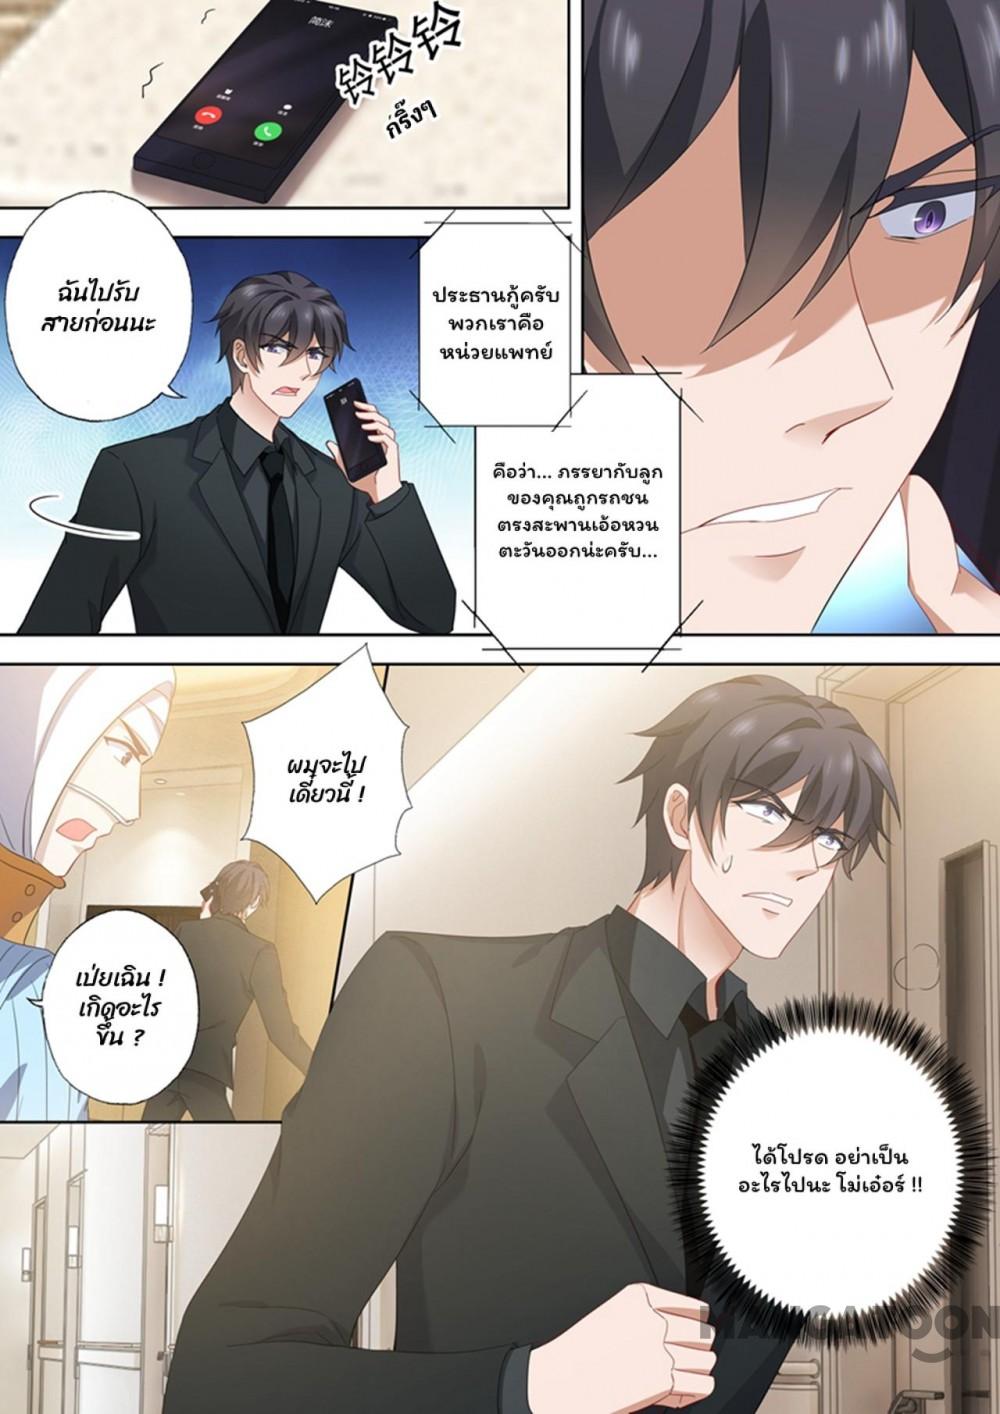 简沫
铃铃铃
กริ๊งๆ
ฉันไปรับ
สายก่อนนะ
ประธานกู้ครับ
พวกเราคือ
หน่วยแพทย์
คือว่า... ภรรยากับลูก
ของคุณถูกรถชน
ตรงสะพานเอ้อหวน
ตะวันออกน่ะครับ...
ผมจะไป
เดี๋ยวนี้ !
เปยเฉิน !
เกิดอะไร
ขึ้น ?
ได้โปรด อย่าเป็น
อะไรไปนะ โม่เอ๋อร์ !!
MANGATOON